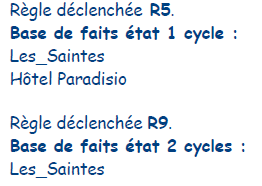 Règle déclenchée R5.
Base de faits état 1 cycle :
Les_Saintes
Hôtel Paradisio
Règle déclenchée R9.
Base de faits état 2 cycles :
Les_Saintes